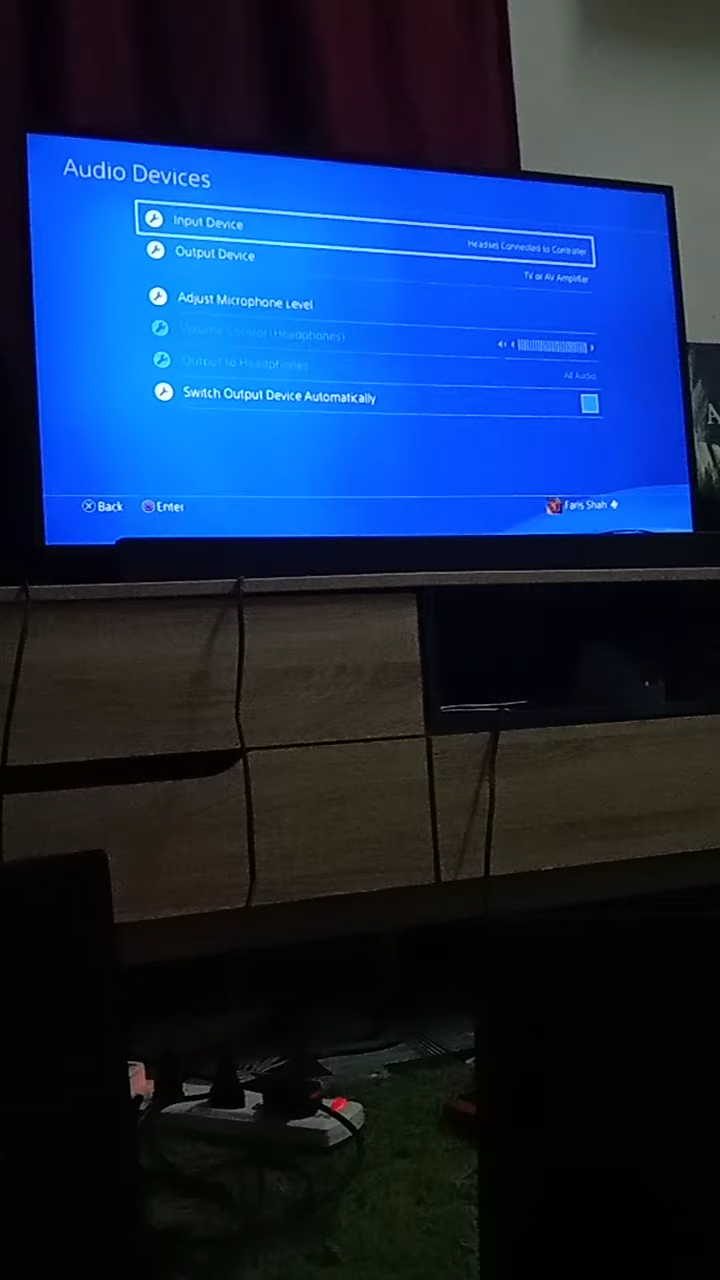 Audio Devices
Input Device
Headset Connected to Controller
Output Device
TV or AV Amplifier
Adjust Microphone Level
Volume Control (Headphones)
Output to Headphones
All Audio
Switch Output Device Automatically
Back
Enter
Faris Shah